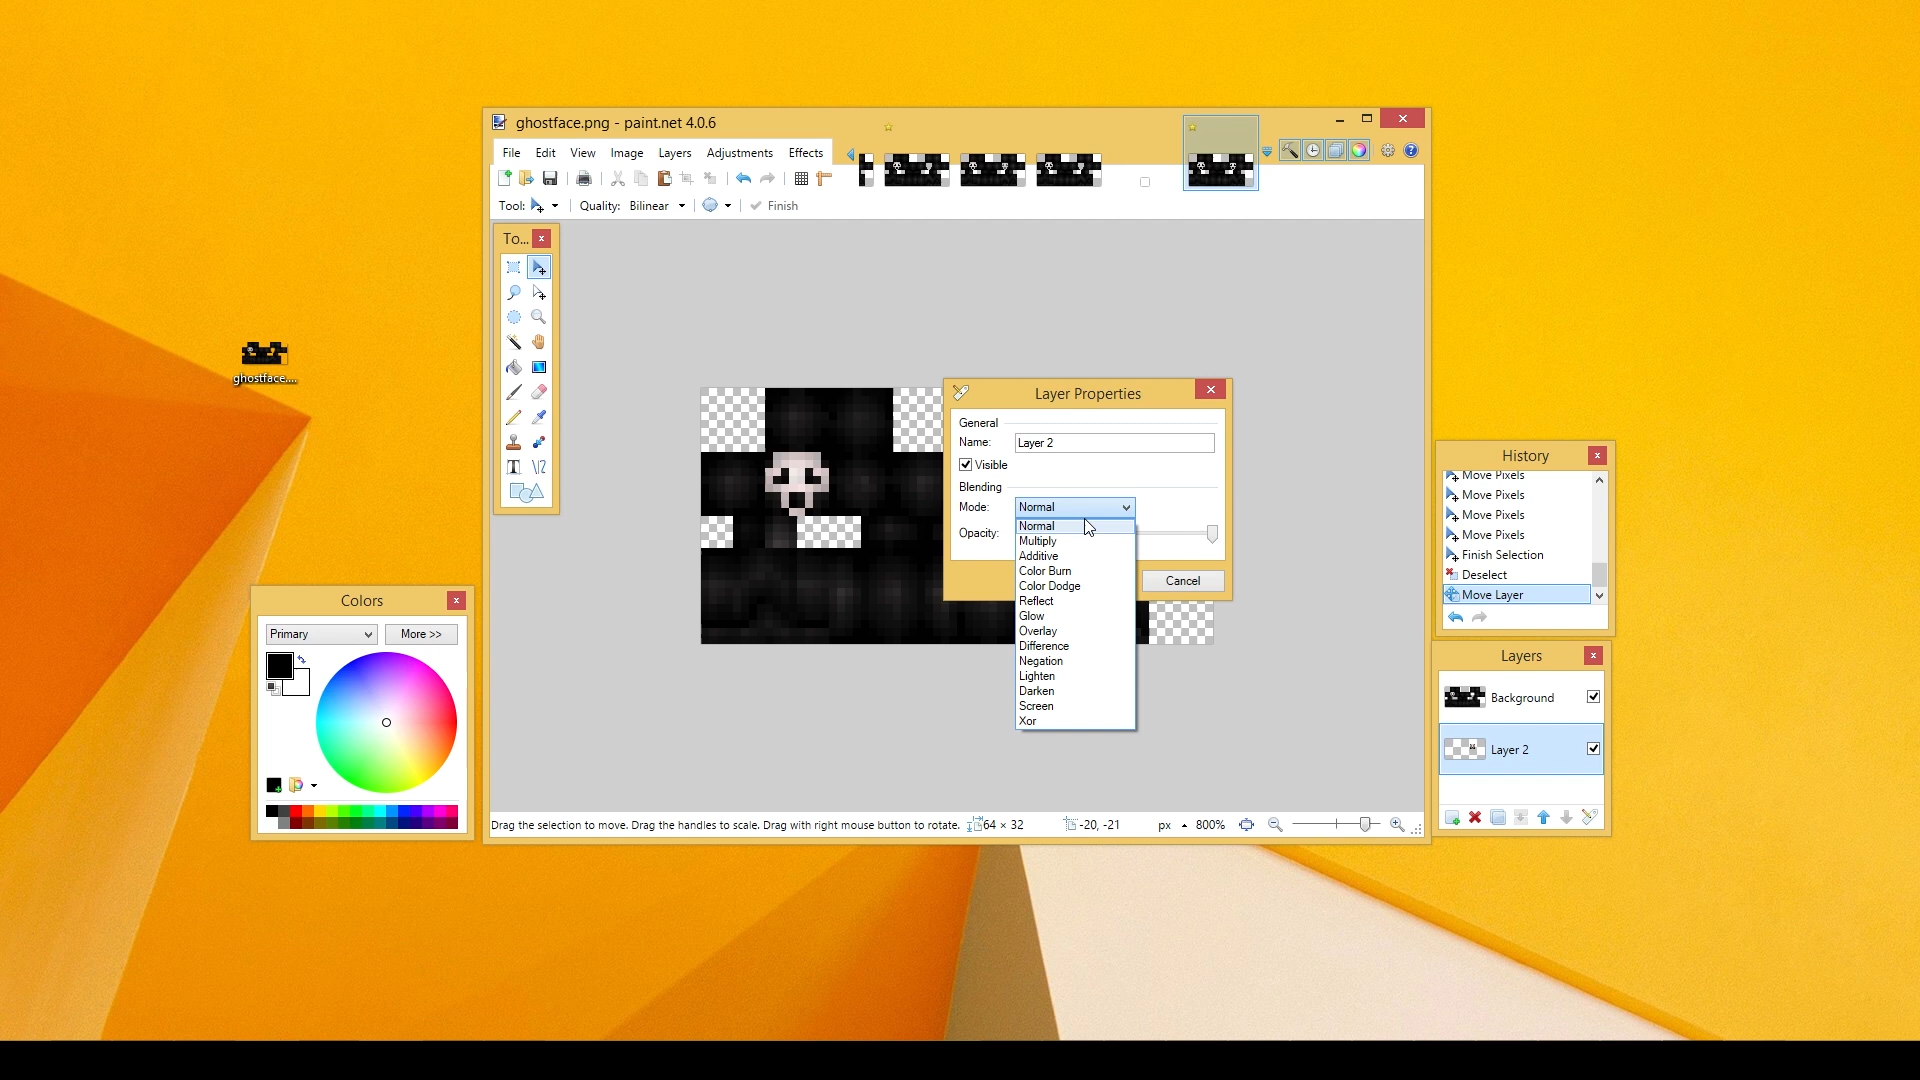 ghostface.png - paint.net 4.0.6
File Edit View Image Layers Adjustments Effects
Tool: Quality: Bilinear Finish
To...
ghostface....
Layer Properties
General
Name: Layer 2
Visible
Blending
Mode: Normal
Opacity:
Normal
Multiply
Additive
Color Burn
Color Dodge
Reflect
Glow
Overlay
Difference
Negation
Lighten
Darken
Screen
Xor
Cancel
History
Move Pixels
Move Pixels
Move Pixels
Move Pixels
Finish Selection
Deselect
Move Layer
Colors
Primary More >>
Layers
Background
Layer 2
Drag the selection to move. Drag the handles to scale. Drag with right mouse button to rotate. 64 × 32 -20, -21 px 800%